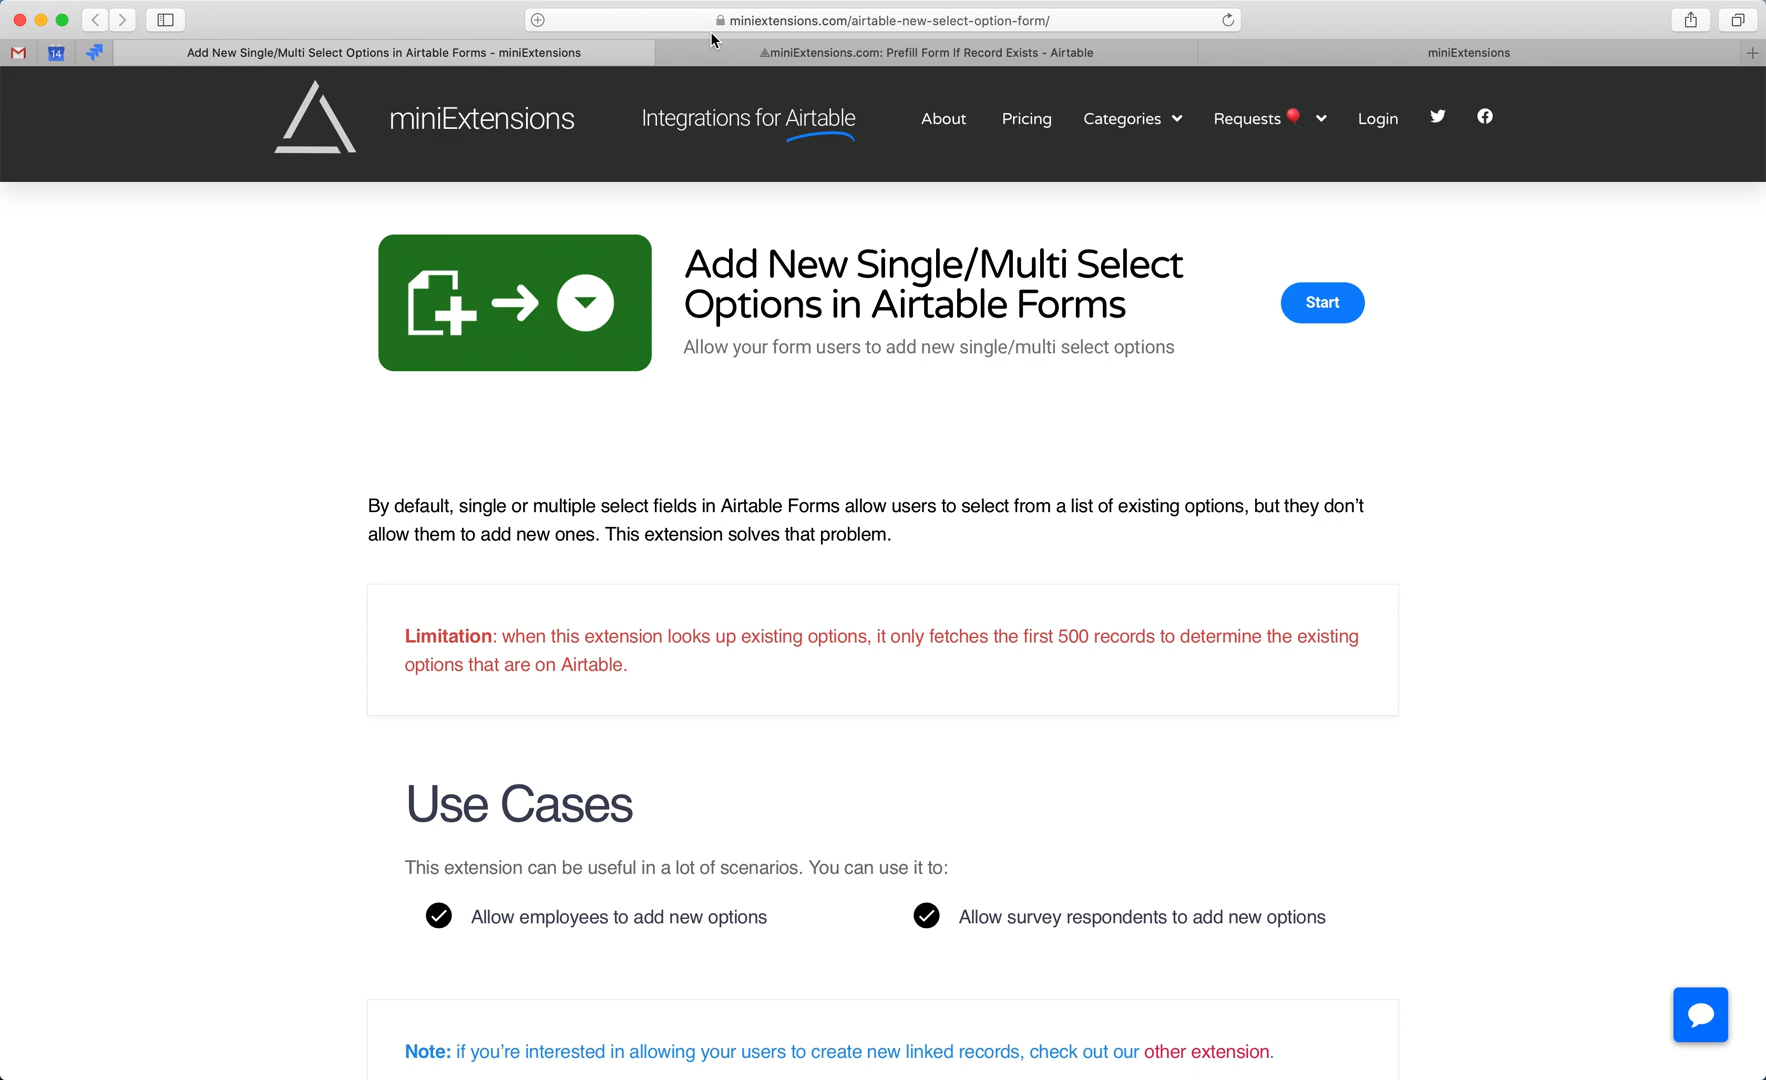 miniextensions.com/airtable-new-select-option-form/
14
Add New Single/Multi Select Options in Airtable Forms - miniExtensions
miniExtensions.com: Prefill Form If Record Exists - Airtable
miniExtensions
miniExtensions
Integrations for Airtable
About
Pricing
Categories
Requests
Login
Add New Single/Multi Select
Options in Airtable Forms
Allow your form users to add new single/multi select options
Start
By default, single or multiple select fields in Airtable Forms allow users to select from a list of existing options, but they don’t
allow them to add new ones. This extension solves that problem.
Limitation: when this extension looks up existing options, it only fetches the first 500 records to determine the existing
options that are on Airtable.
Use Cases
This extension can be useful in a lot of scenarios. You can use it to:
Allow employees to add new options
Allow survey respondents to add new options
Note: if you’re interested in allowing your users to create new linked records, check out our other extension.